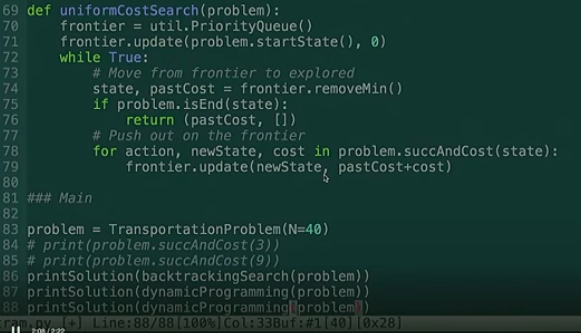 69 def uniformCostSearch(problem):
70     frontier = util.PriorityQueue()
71     frontier.update(problem.startState(), 0)
72     while True:
73         # Move from frontier to explored
74         state, pastCost = frontier.removeMin()
75         if problem.isEnd(state):
76             return (pastCost, [])
77         # Push out on the frontier
78         for action, newState, cost in problem.succAndCost(state):
79             frontier.update(newState, pastCost+cost)
80
81 ### Main
82
83 problem = TransportationProblem(N=40)
84 # print(problem.succAndCost(3))
85 # print(problem.succAndCost(9))
86 printSolution(backtrackingSearch(problem))
87 printSolution(dynamicProgramming(problem))
88 printSolution(dynamicProgramming(problem))
tram.py [+] Line:88/88[100%]Col:33Buf:#1[40][0x28]
2:08 / 2:22